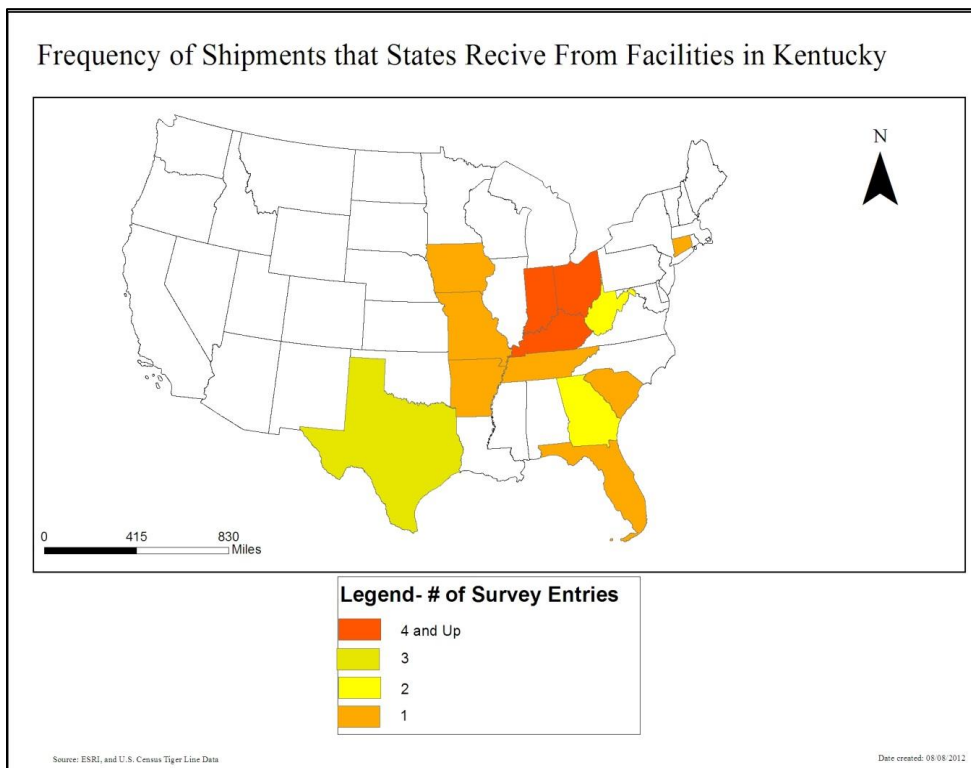 Frequency of Shipments that States Recive From Facilities in Kentucky
N
0 415 830
Miles
Legend- # of Survey Entries
4 and Up
3
2
1
Source: ESRI, and U.S. Census Tiger Line Data
Date created: 08/08/2012